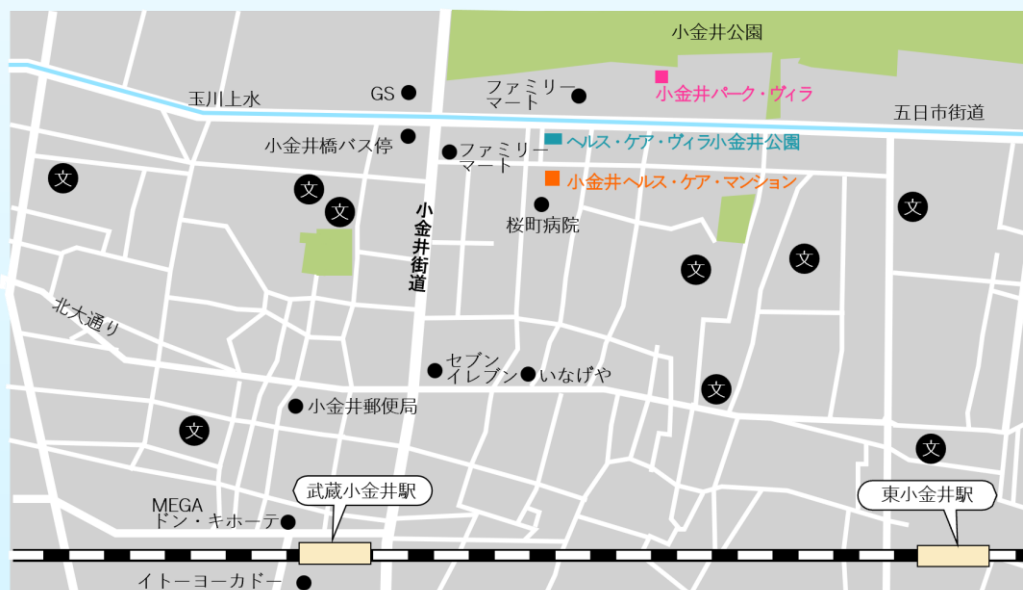 小金井公園
GS
ファミリー
マート
小金井パーク・ヴィラ
玉川上水
五日市街道
小金井橋バス停
ファミリー
マート
ヘルス・ケア・ヴィラ小金井公園
小金井ヘルス・ケア・マンション
文
文
文
文
桜町病院
小金井街道
文
文
北大通り
セブン
イレブン
いなげや
文
小金井郵便局
文
文
武蔵小金井駅
東小金井駅
MEGA
ドン・キホーテ
イトーヨーカドー